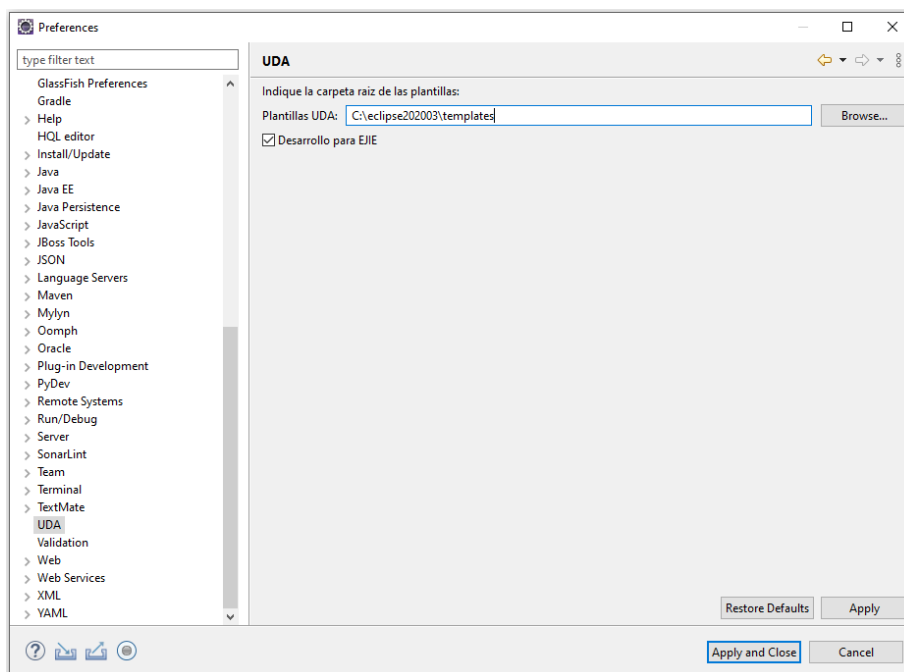 Preferences
type filter text
GlassFish Preferences
Gradle
Help
HQL editor
Install/Update
Java
Java EE
Java Persistence
JavaScript
JBoss Tools
JSON
Language Servers
Maven
Mylyn
Oomph
Oracle
Plug-in Development
PyDev
Remote Systems
Run/Debug
Server
SonarLint
Team
Terminal
TextMate
UDA
Validation
Web
Web Services
XML
YAML
UDA
Indique la carpeta raiz de las plantillas:
Plantillas UDA: C:\eclipse202003\templates Browse...
Desarrollo para EJIE
Restore Defaults Apply
Apply and Close Cancel